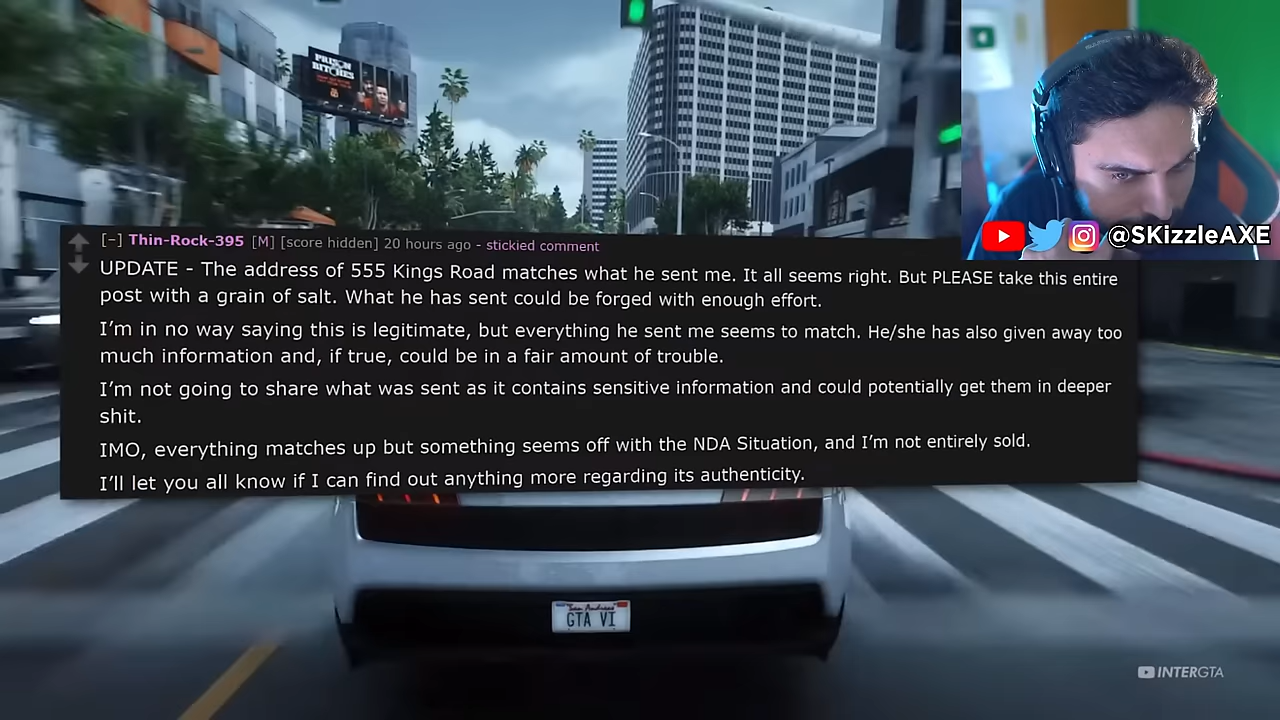 PRISON
BITCHES
@SKizzleAXE
[–] Thin-Rock-395 [M] [score hidden] 20 hours ago - stickied comment
UPDATE - The address of 555 Kings Road matches what he sent me. It all seems right. But PLEASE take this entire
post with a grain of salt. What he has sent could be forged with enough effort.
I'm in no way saying this is legitimate, but everything he sent me seems to match. He/she has also given away too
much information and, if true, could be in a fair amount of trouble.
I'm not going to share what was sent as it contains sensitive information and could potentially get them in deeper
shit.
IMO, everything matches up but something seems off with the NDA Situation, and I'm not entirely sold.
I'll let you all know if I can find out anything more regarding its authenticity.
San Andreas
GTA VI
INTERGTA